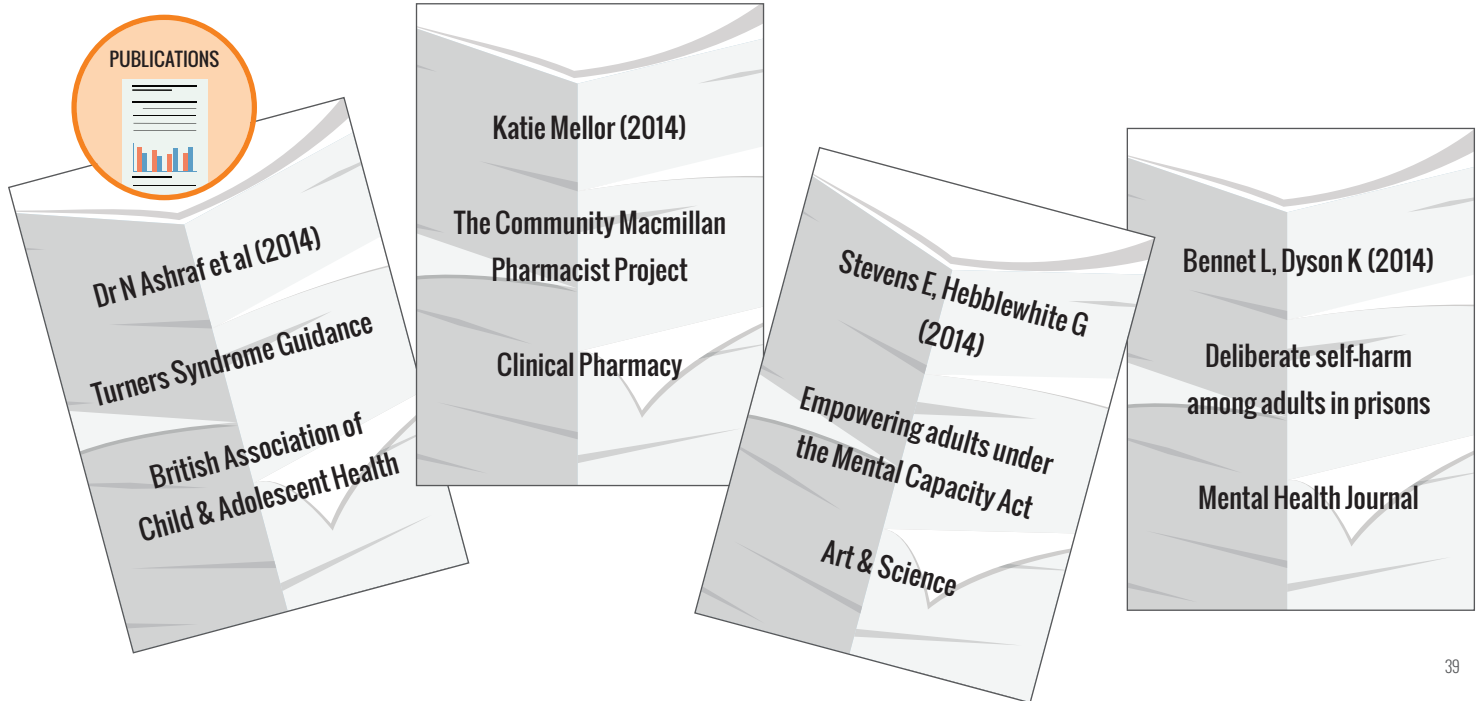 PUBLICATIONS
Dr N Ashraf et al (2014)
Turners Syndrome Guidance
British Association of
Child & Adolescent Health
Katie Mellor (2014)
The Community Macmillan
Pharmacist Project
Clinical Pharmacy
Stevens E, Hebblewhite G
(2014)
Empowering adults under
the Mental Capacity Act
Art & Science
Bennet L, Dyson K (2014)
Deliberate self-harm
among adults in prisons
Mental Health Journal
39